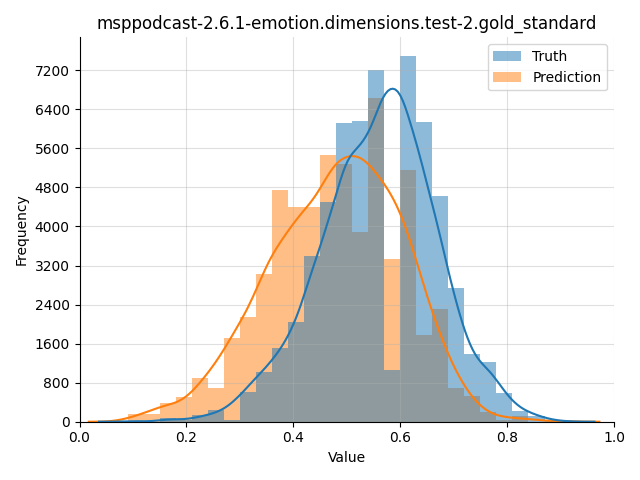 msppodcast-2.6.1-emotion.dimensions.test-2.gold_standard
Truth
Prediction
7200
6400
5600
4800
4000
3200
2400
1600
800
0
Frequency
0.0 0.2 0.4 0.6 0.8 1.0
Value